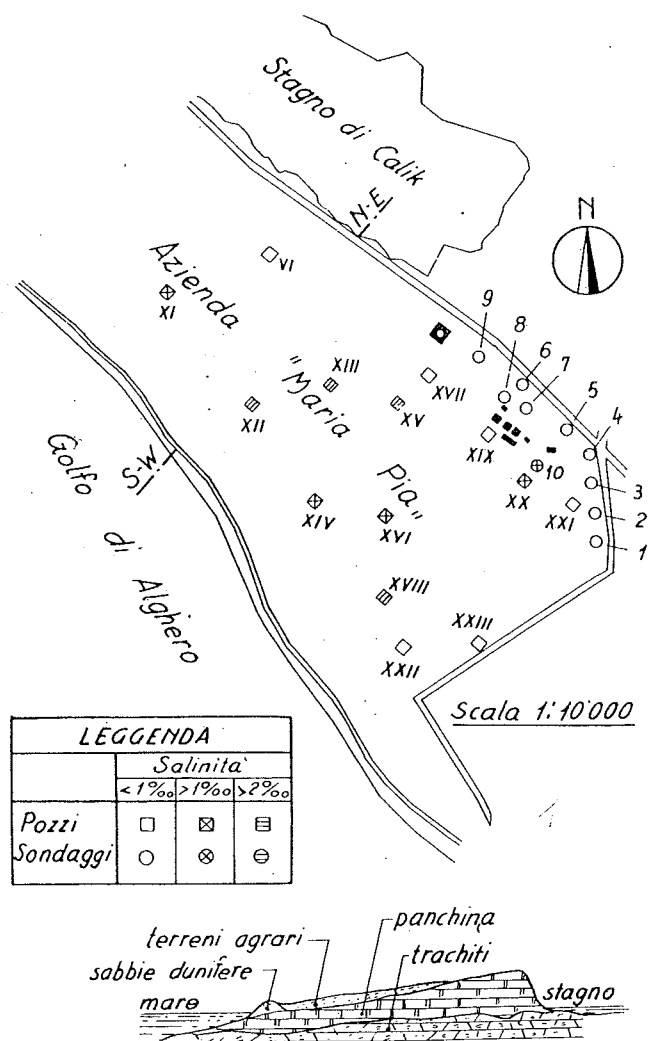 Stagno di Calik
N-E
N
Azienda
"Maria
Pia"
VI
XI
XIII
XII
XV
XVII
9
8
6
7
5
4
3
2
1
XIX
10
XX
XXI
S-W
Golfo
di Alghero
XIV
XVI
XVIII
XXII
XXIII
Scala 1:10'000
LEGGENDA
Salinità
<1‰ >1‰ >2‰
Pozzi
Sondaggi
panchina
terreni agrari
trachiti
sabbie dunifere
mare
stagno